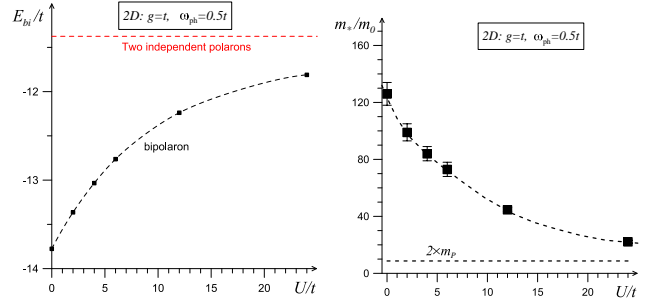 E_bi/t
2D: g=t, ω_ph=0.5t
Two independent polarons
bipolaron
-12
-13
-14
0
5
10
15
20
U/t
m_*/m_0
2D: g=t, ω_ph=0.5t
160
120
80
40
0
2×m_P
0
5
10
15
20
U/t